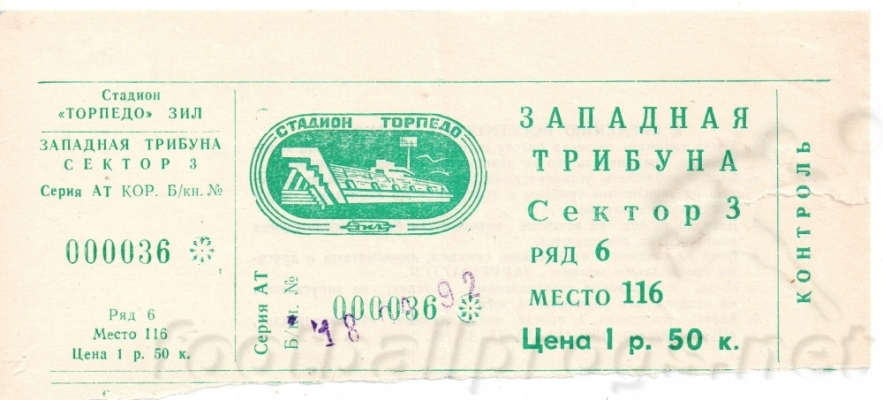 Стадион
«ТОРПЕДО» ЗИЛ
ЗАПАДНАЯ ТРИБУНА
СЕКТОР 3
Серия АТ КОР. Б/кн. №
000036
Ряд 6
Место 116
Цена 1 р. 50 к.
СТАДИОН ТОРПЕДО
ЗИЛ
Серия АТ
Б/кн. №
000036
92
18
ЗАПАДНАЯ
ТРИБУНА
Сектор 3
РЯД 6
МЕСТО 116
Цена 1 р. 50 к.
КОНТРОЛЬ
footballprogs.net